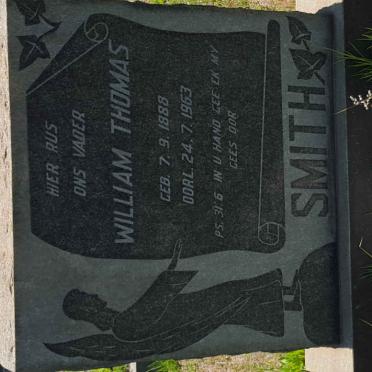 HIER RUS
ONS VADER
WILLIAM THOMAS
GEB. 7. 9. 1888
OORL. 24. 7. 1963
PS. 31: 6 IN U HAND GEE EK MY
GEES OOR
SMITH